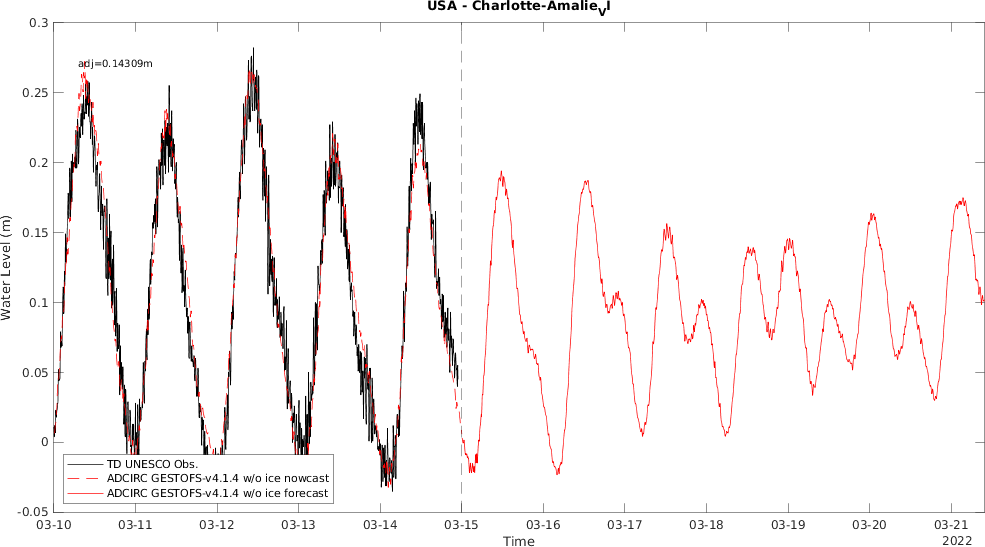 USA - Charlotte-AmalieVI
adj=0.14309m
Water Level (m)
0.3
0.25
0.2
0.15
0.1
0.05
0
-0.05
TD UNESCO Obs.
ADCIRC GESTOFS-v4.1.4 w/o ice nowcast
ADCIRC GESTOFS-v4.1.4 w/o ice forecast
03-10 03-11 03-12 03-13 03-14 03-15 03-16 03-17 03-18 03-19 03-20 03-21
Time
2022